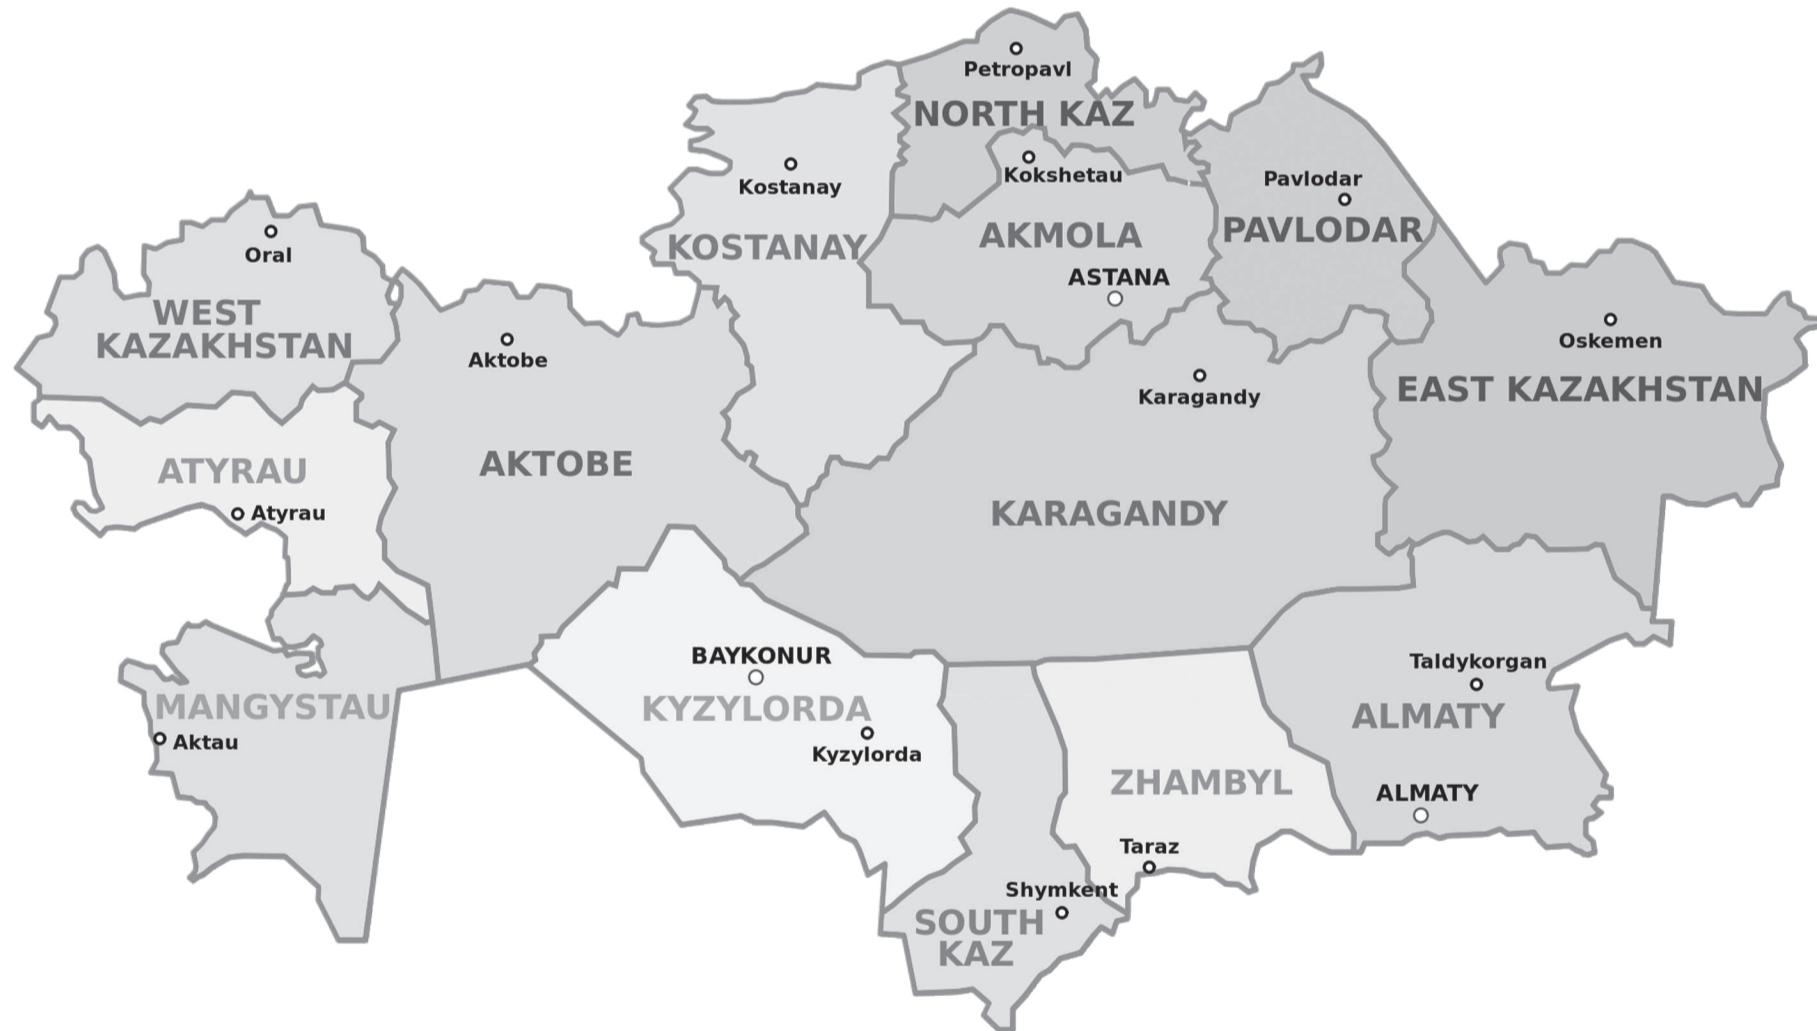 Petropavl
NORTH KAZ
Kokshetau
Kostanay
KOSTANAY
Pavlodar
PAVLODAR
AKMOLA
ASTANA
Oral
WEST
KAZAKHSTAN
Aktobe
AKTOBE
Oskemen
EAST KAZAKHSTAN
Karagandy
KARAGANDY
ATYRAU
Atyrau
MANGYSTAU
Aktau
BAYKONUR
KYZYLORDA
Kyzylorda
Taldykorgan
ALMATY
ALMATY
ZHAMBYL
Taraz
Shymkent
SOUTH
KAZ